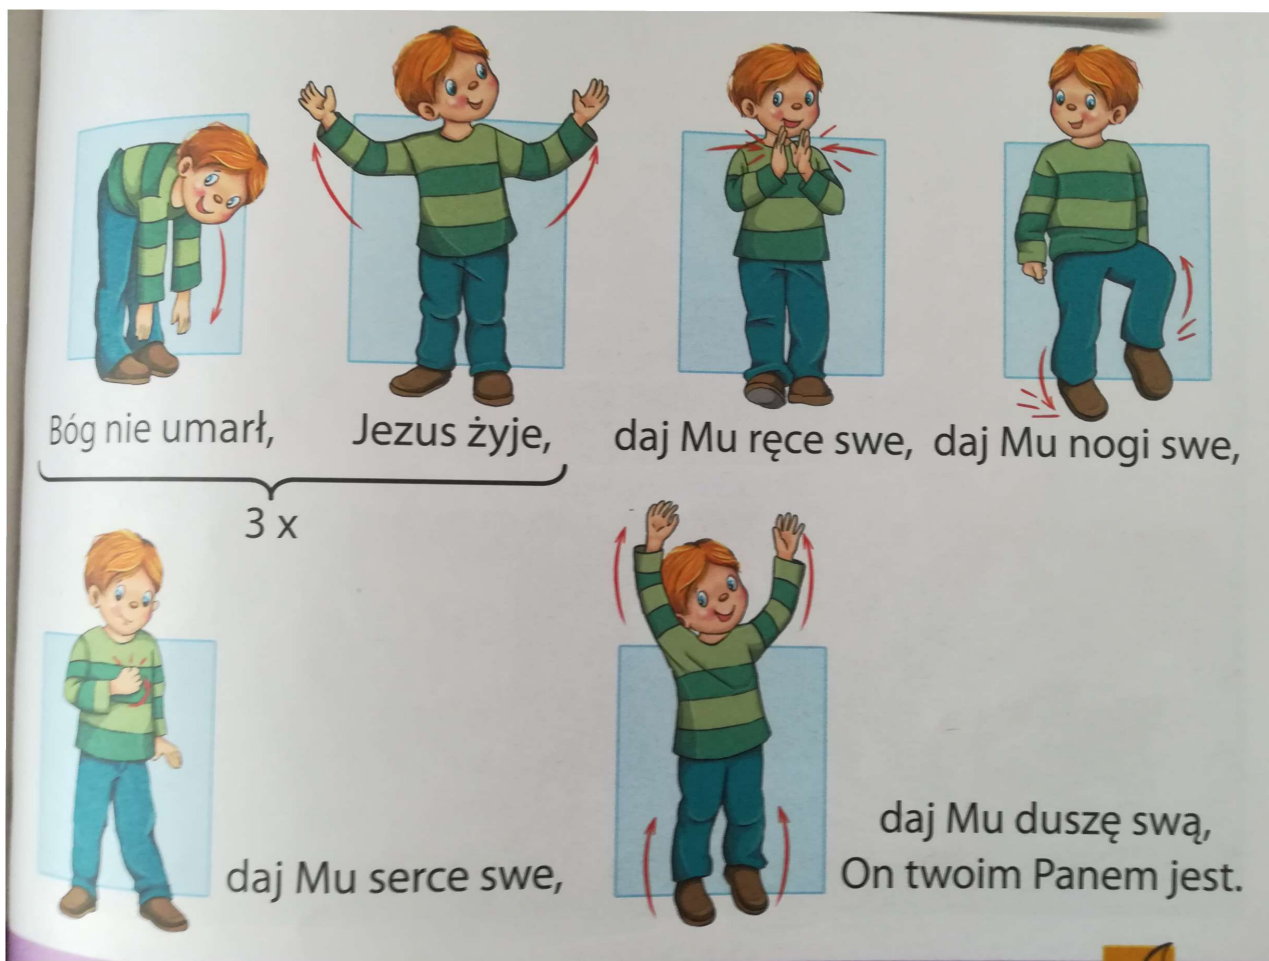 Bóg nie umarł,
Jezus żyje,
daj Mu ręce swe,
daj Mu nogi swe,
3 x
daj Mu serce swe,
daj Mu duszę swą,
On twoim Panem jest.